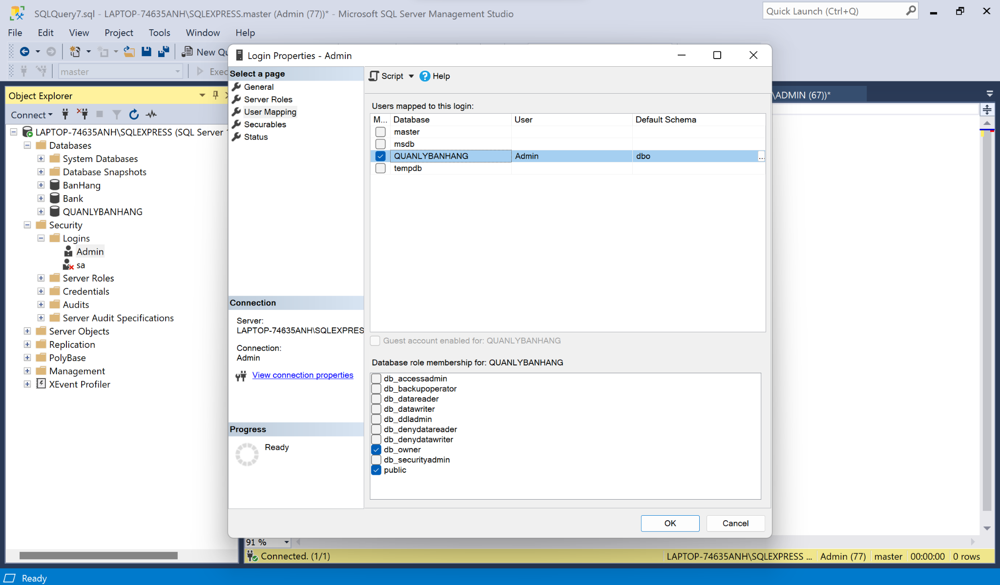 SQLQuery7.sql - LAPTOP-74635ANH\SQLEXPRESS.master (Admin (77))* - Microsoft SQL Server Management Studio
Quick Launch (Ctrl+Q)
File Edit View Project Tools Window Help
New Qu
master
Exec
Object Explorer
Connect
LAPTOP-74635ANH\SQLEXPRESS (SQL Server
Databases
System Databases
Database Snapshots
BanHang
Bank
QUANLYBANHANG
Security
Logins
Admin
sa
Server Roles
Credentials
Audits
Server Audit Specifications
Server Objects
Replication
PolyBase
Management
XEvent Profiler
Login Properties - Admin
Select a page
General
Server Roles
User Mapping
Securables
Status
Connection
Server:
LAPTOP-74635ANH\SQLEXPRES
Connection:
Admin
View connection properties
Progress
Ready
Script Help
Users mapped to this login:
M... Database User Default Schema
master
msdb
QUANLYBANHANG Admin dbo ...
tempdb
Guest account enabled for: QUANLYBANHANG
Database role membership for: QUANLYBANHANG
db_accessadmin
db_backupoperator
db_datareader
db_datawriter
db_ddladmin
db_denydatareader
db_denydatawriter
db_owner
db_securityadmin
public
OK Cancel
\ADMIN (67))*
91 %
Connected. (1/1)
LAPTOP-74635ANH\SQLEXPRESS ... Admin (77) master 00:00:00 0 rows
Ready